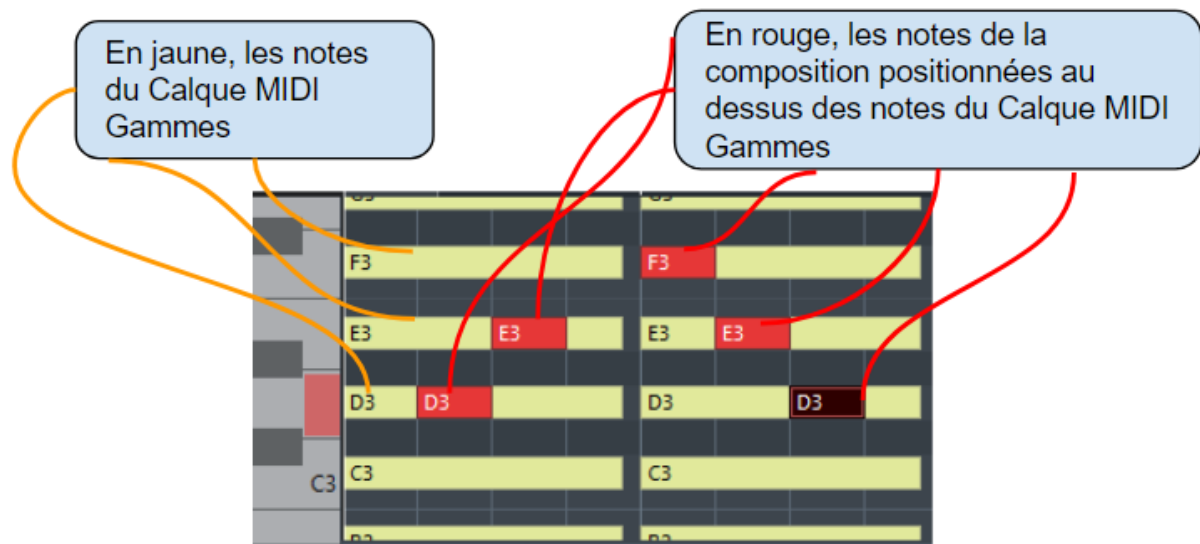 En jaune, les notes
du Calque MIDI
Gammes
En rouge, les notes de la
composition positionnées au
dessus des notes du Calque MIDI
Gammes
F3
F3
E3
E3
E3
E3
D3
D3
D3
D3
C3
C3
C3